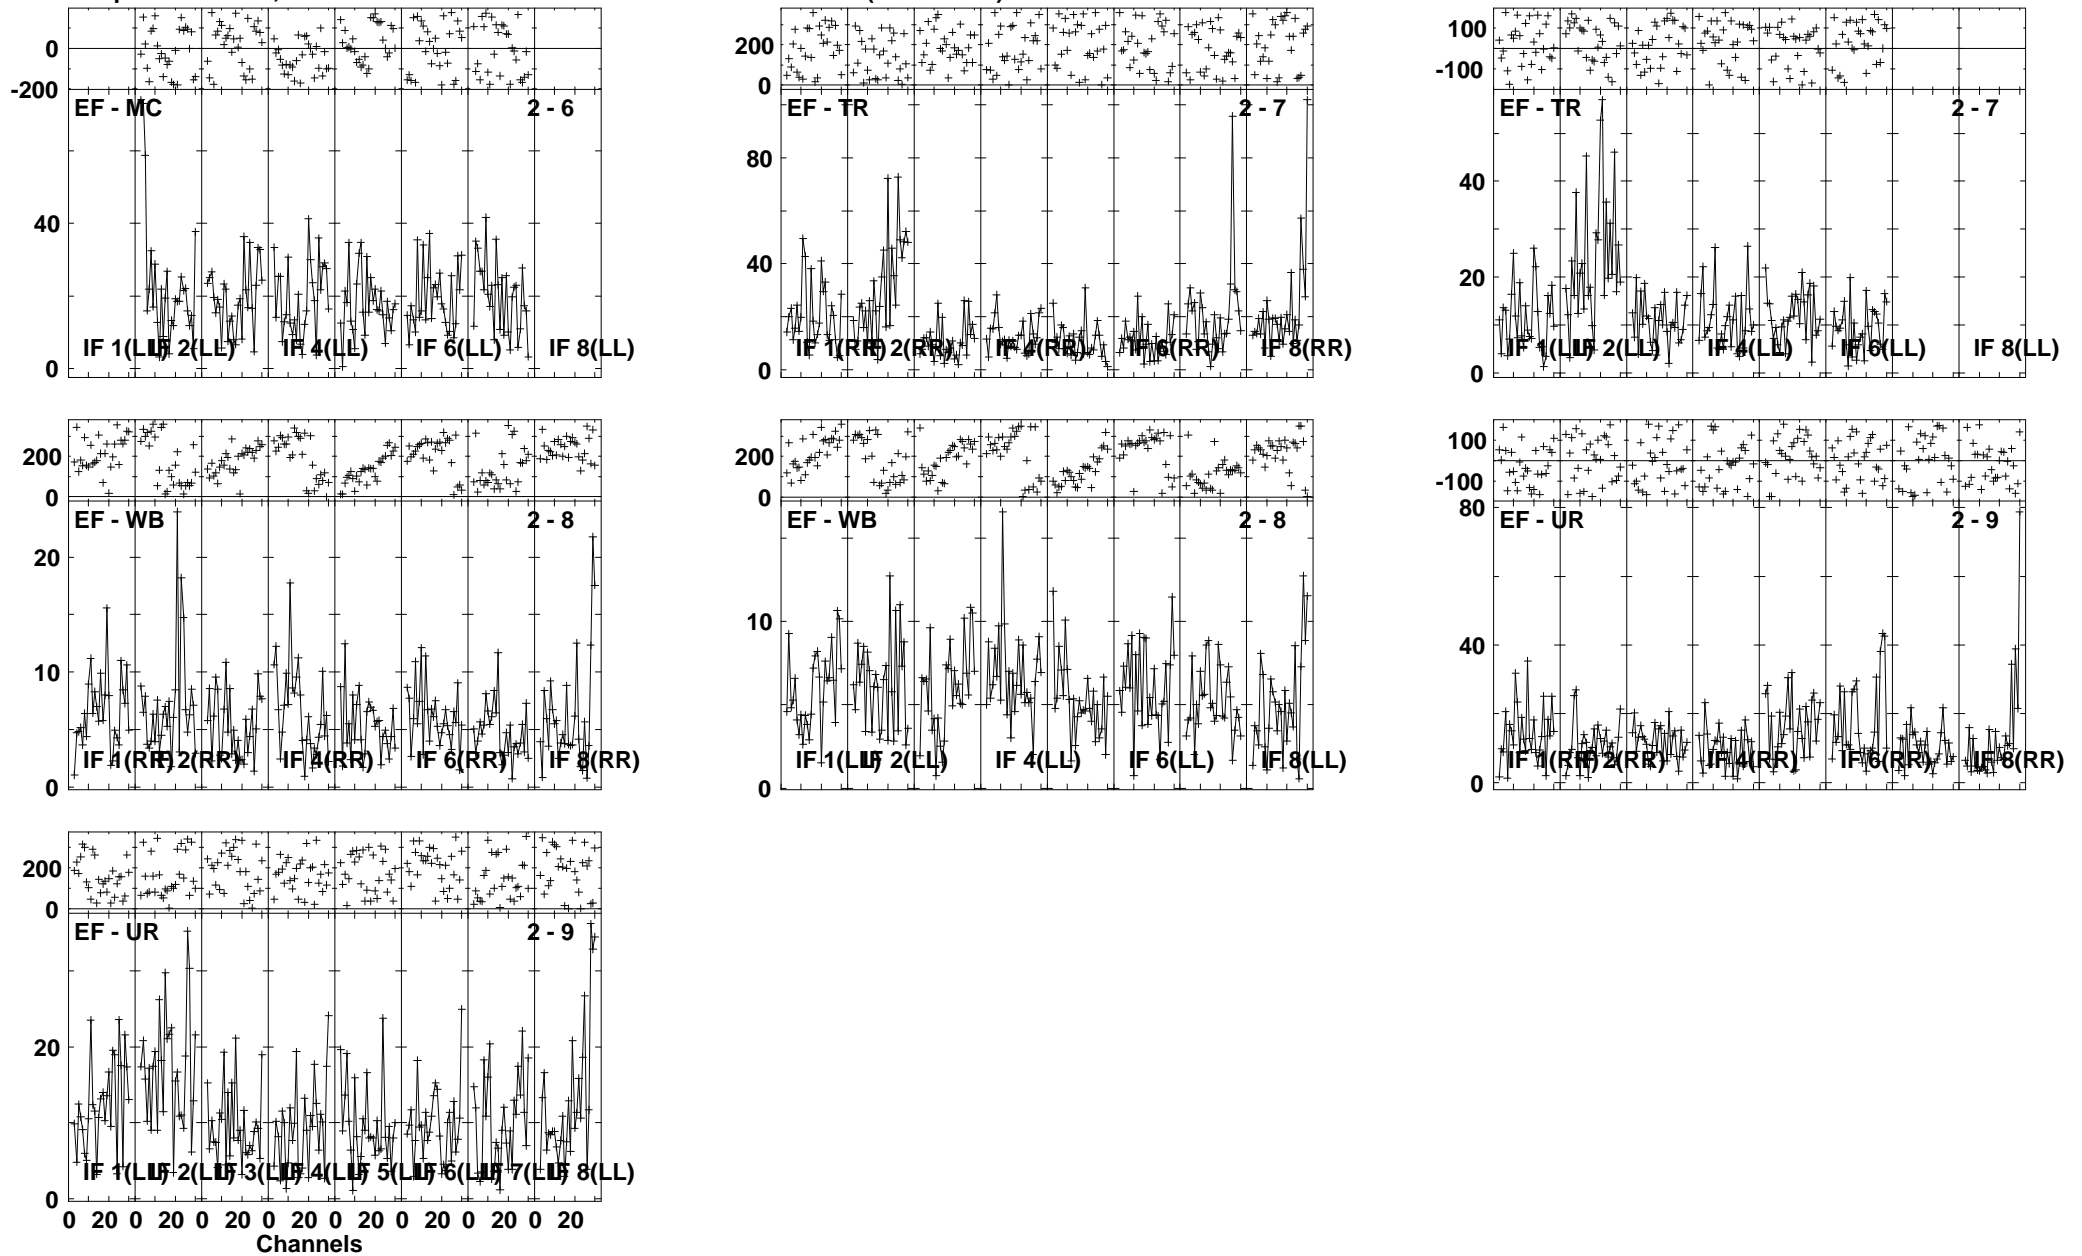 0
-200
EF - MC 2 - 6
40
0
IF 1(LL) IF 2(LL) IF 4(LL) IF 6(LL) IF 8(LL)
200
0
EF - TR 2 - 7
80
40
0
IF 1(RR) IF 2(RR) IF 4(RR) IF 6(RR) IF 8(RR)
100
-100
EF - TR 2 - 7
40
20
0
IF 1(LL) IF 2(LL) IF 4(LL) IF 6(LL) IF 8(LL)
200
0
EF - WB 2 - 8
20
10
0
IF 1(RR) IF 2(RR) IF 4(RR) IF 6(RR) IF 8(RR)
200
0
EF - WB 2 - 8
10
0
IF 1(LL) IF 2(LL) IF 4(LL) IF 6(LL) IF 8(LL)
100
-100
80
EF - UR 2 - 9
40
0
IF 1(RR) IF 2(RR) IF 4(RR) IF 6(RR) IF 8(RR)
200
0
EF - UR 2 - 9
20
0
IF 1(LL) IF 2(LL) IF 3(LL) IF 4(LL) IF 5(LL) IF 6(LL) IF 7(LL) IF 8(LL)
0 20 0 20 0 20 0 20 0 20 0 20 0 20 0 20
Channels